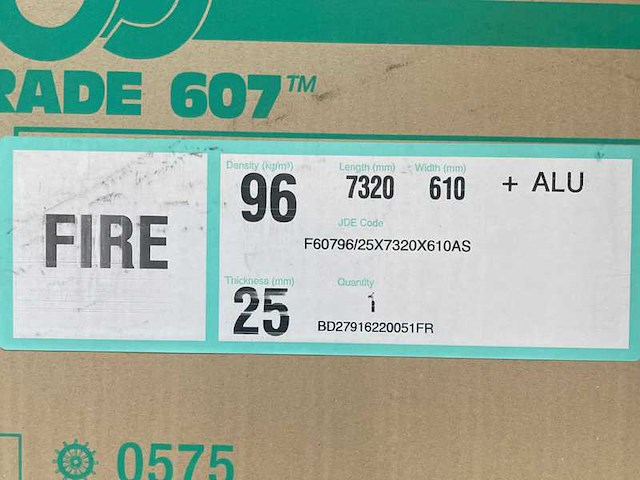 RADE 607™
FIRE
Density (kg/m³) Length (mm) Width (mm)
96 7320 610 + ALU
JDE Code
F60796/25X7320X610AS
Thickness (mm) Quantity
25 1
BD27916220051FR
0575